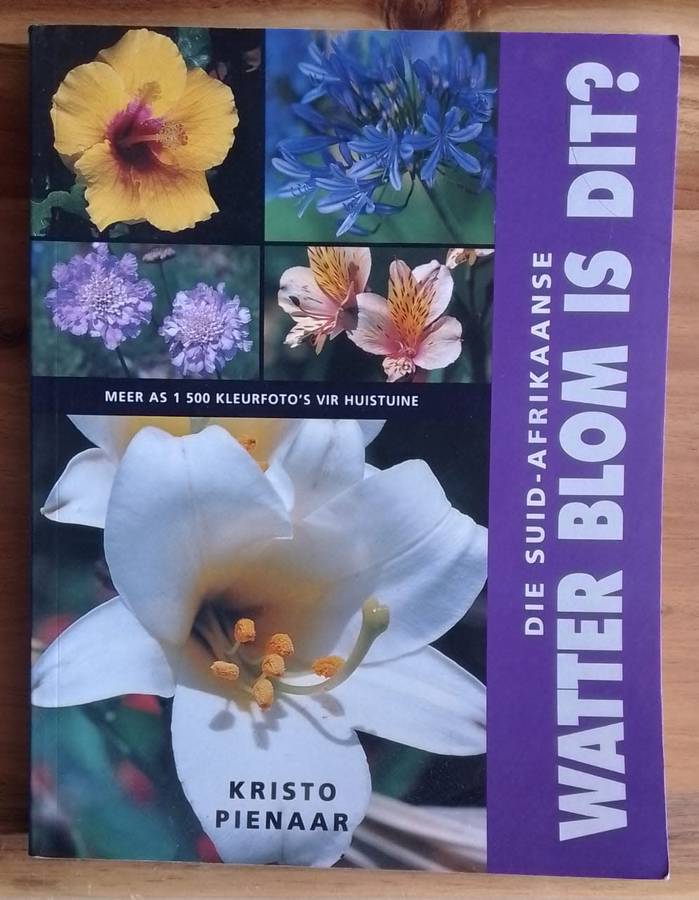 DIE SUID-AFRIKAANSE
WATTER BLOM IS DIT?
MEER AS 1 500 KLEURFOTO'S VIR HUISTUINE
KRISTO
PIENAAR